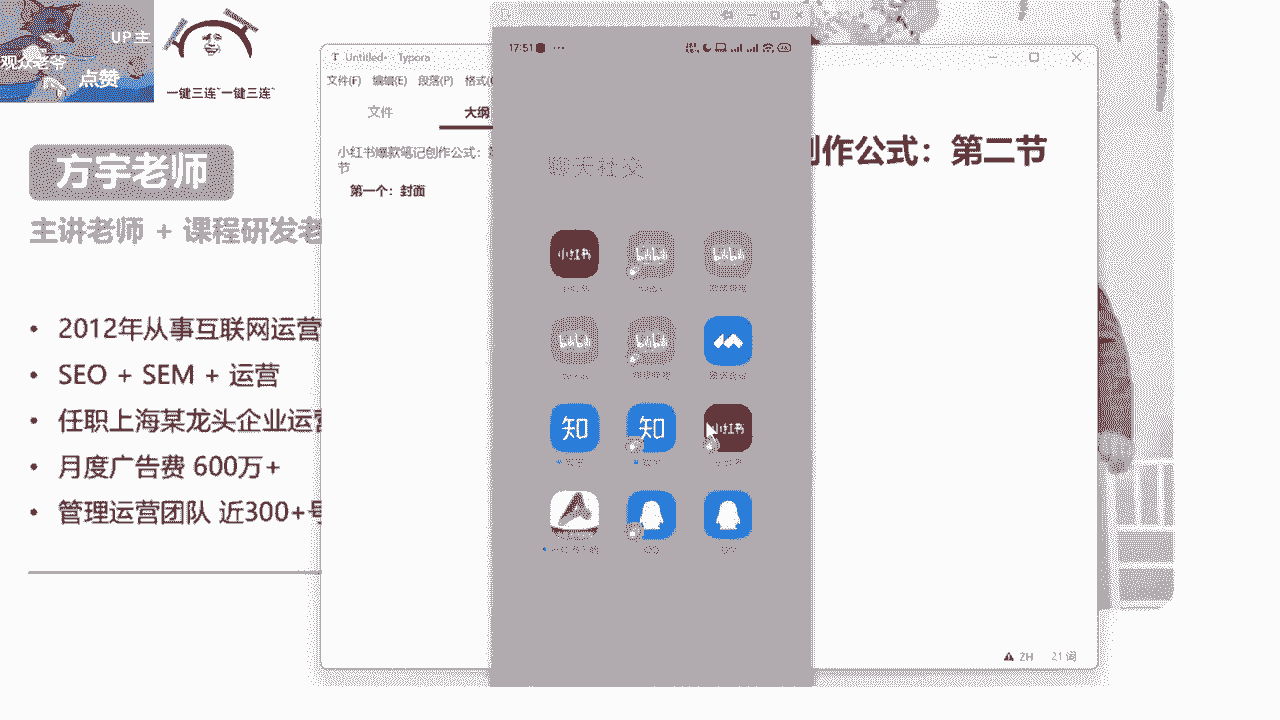 UP主
观众老爷
点赞
一键三连~一键三连~
方宇老师
主讲老师 + 课程研发老
2012年从事互联网运营
SEO + SEM + 运营
任职上海某龙头企业运营
月度广告费 600万+
管理运营团队 近300+号
Untitled• - Typora
文件(F) 编辑(E) 段落(P) 格式(
文件 大纲
小红书爆款笔记创作公式：第
节
第一个：封面
创作公式：第二节
ZH 21 词
17:51
聊天社交
小红书 bilibili bilibili
bilibili bilibili
知 知 小红书